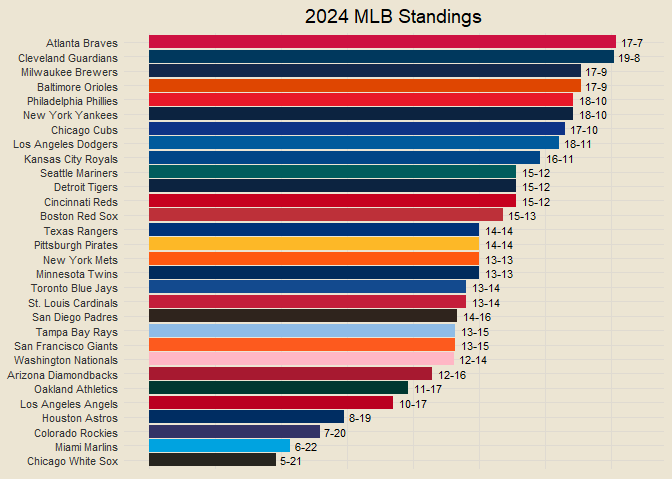 2024 MLB Standings
Atlanta Braves 17-7
Cleveland Guardians 19-8
Milwaukee Brewers 17-9
Baltimore Orioles 17-9
Philadelphia Phillies 18-10
New York Yankees 18-10
Chicago Cubs 17-10
Los Angeles Dodgers 18-11
Kansas City Royals 16-11
Seattle Mariners 15-12
Detroit Tigers 15-12
Cincinnati Reds 15-12
Boston Red Sox 15-13
Texas Rangers 14-14
Pittsburgh Pirates 14-14
New York Mets 13-13
Minnesota Twins 13-13
Toronto Blue Jays 13-14
St. Louis Cardinals 13-14
San Diego Padres 14-16
Tampa Bay Rays 13-15
San Francisco Giants 13-15
Washington Nationals 12-14
Arizona Diamondbacks 12-16
Oakland Athletics 11-17
Los Angeles Angels 10-17
Houston Astros 8-19
Colorado Rockies 7-20
Miami Marlins 6-22
Chicago White Sox 5-21